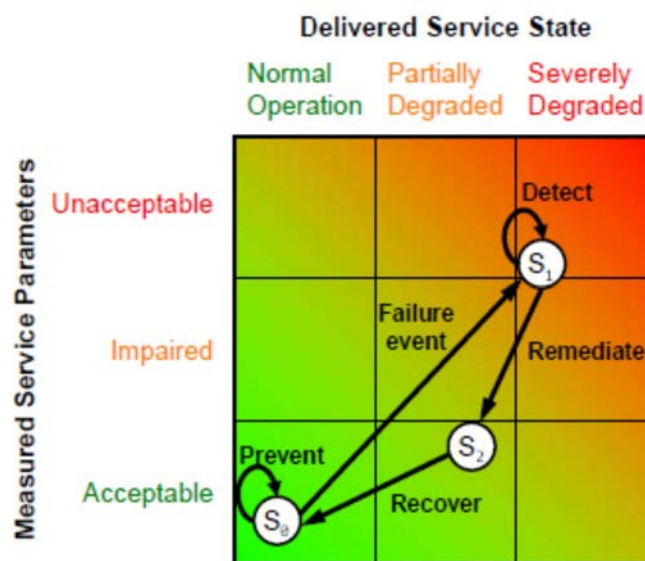 Delivered Service State
Normal Operation
Partially Degraded
Severely Degraded
Measured Service Parameters
Unacceptable
Impaired
Acceptable
Detect
S1
Failure
event
Remediate
S2
Prevent
Recover
S0